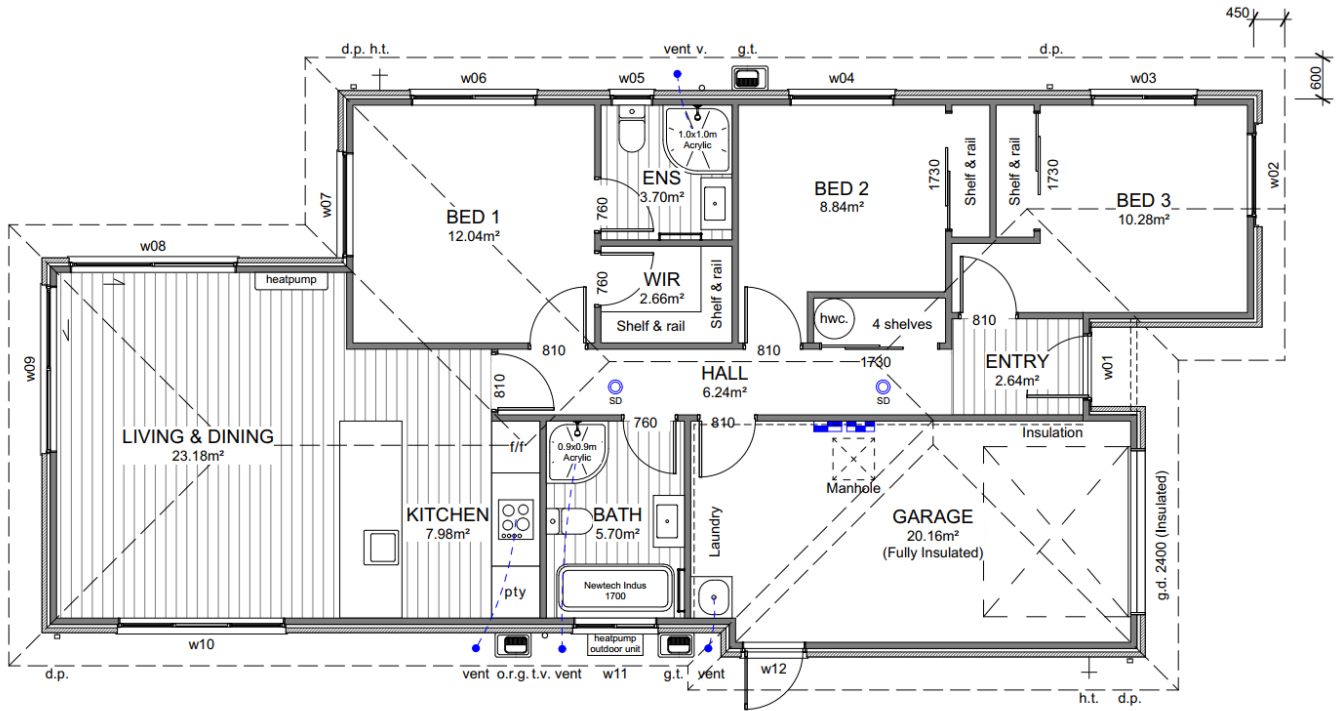 450
d.p. h.t.
vent v.
g.t.
d.p.
600
w06
w05
w04
w03
1.0x1.0m
Acrylic
ENS
3.70m²
760
BED 1
12.04m²
w07
BED 2
8.84m²
1730
Shelf & rail
Shelf & rail
1730
BED 3
10.28m²
w02
w08
heatpump
760
WIR
2.66m²
Shelf & rail
Shelf & rail
hwc.
4 shelves
810
810
810
1730
ENTRY
2.64m²
w01
HALL
6.24m²
SD
SD
w09
810
LIVING & DINING
23.18m²
760
810
f/f
0.9x0.9m
Acrylic
Insulation
Manhole
KITCHEN
7.98m²
BATH
5.70m²
Laundry
GARAGE
20.16m²
(Fully Insulated)
g.d. 2400 (Insulated)
pty
Newtech Indus
1700
w10
heatpump
outdoor unit
d.p.
vent
o.r.g.
t.v.
vent
w11
g.t.
vent
w12
h.t.
d.p.